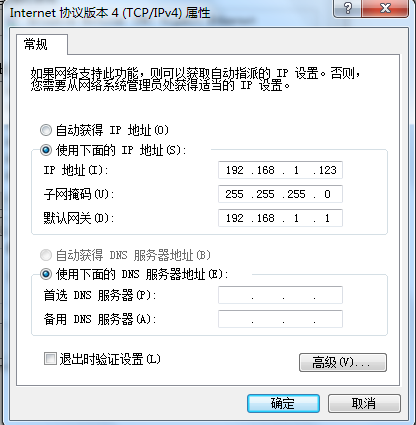 Internet 协议版本 4 (TCP/IPv4) 属性
常规
如果网络支持此功能，则可以获取自动指派的 IP 设置。否则，
您需要从网络系统管理员处获得适当的 IP 设置。
自动获得 IP 地址(O)
使用下面的 IP 地址(S):
IP 地址(I): 192 .168 . 1 .123
子网掩码(U): 255 .255 .255 . 0
默认网关(D): 192 .168 . 1 . 1
自动获得 DNS 服务器地址(B)
使用下面的 DNS 服务器地址(E):
首选 DNS 服务器(P): . . .
备用 DNS 服务器(A): . . .
退出时验证设置(L)
高级(V)...
确定 取消